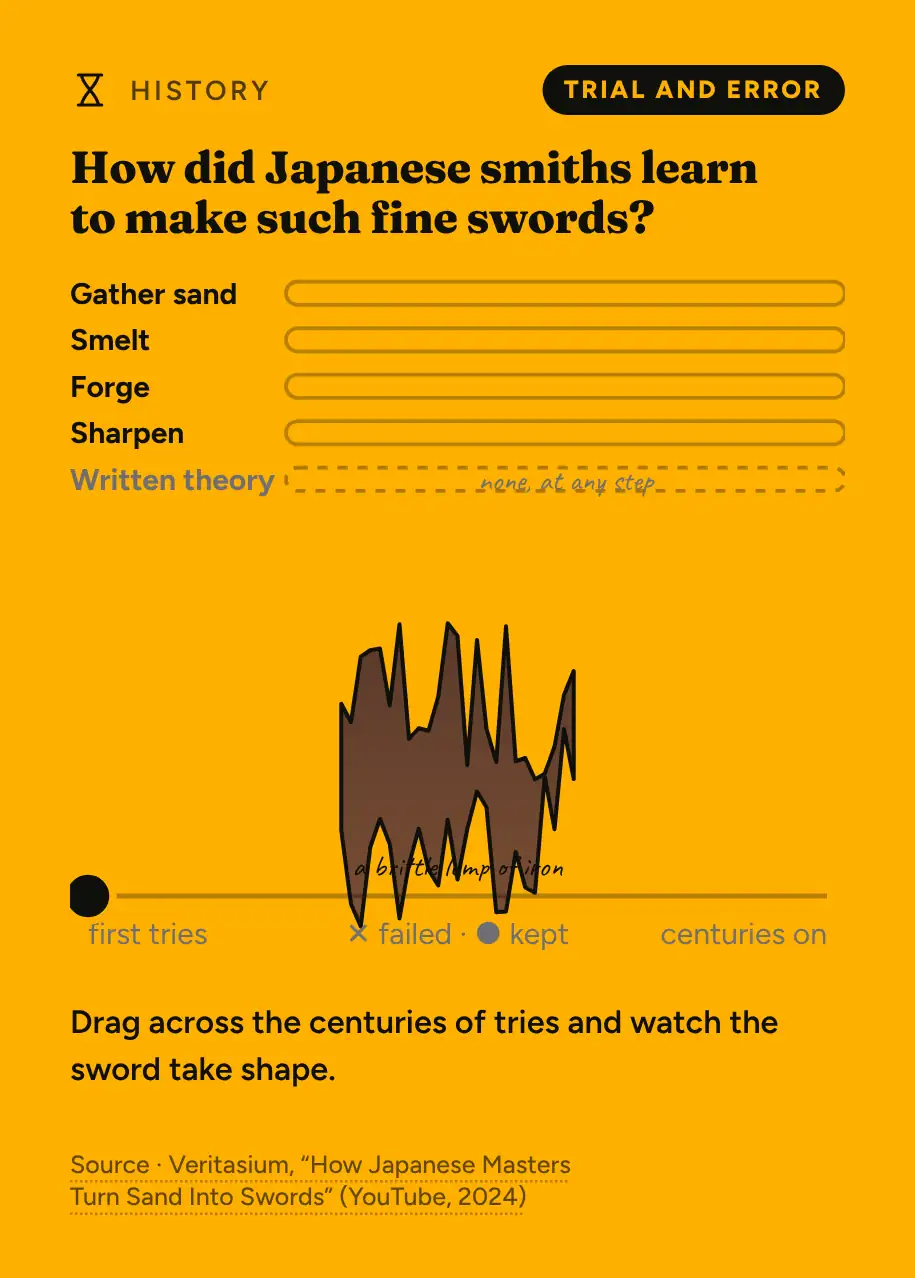 HISTORY
TRIAL AND ERROR
How did Japanese smiths learn
to make such fine swords?
Gather sand
Smelt
Forge
Sharpen
Written theory
none, at any step
a brittle lump of iron
first tries
× failed · ● kept
centuries on
Drag across the centuries of tries and watch the
sword take shape.
Source · Veritasium, “How Japanese Masters
Turn Sand Into Swords” (YouTube, 2024)